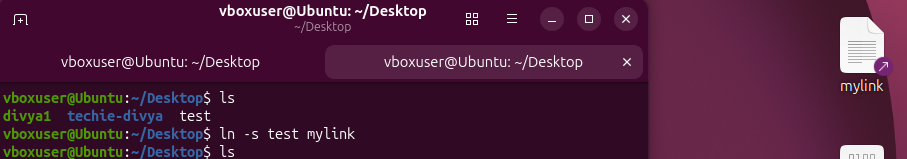 vboxuser@Ubuntu: ~/Desktop
~/Desktop
vboxuser@Ubuntu: ~/Desktop vboxuser@Ubuntu: ~/Desktop
vboxuser@Ubuntu:~/Desktop$ ls
divya1 techie-divya test
vboxuser@Ubuntu:~/Desktop$ ln -s test mylink
vboxuser@Ubuntu:~/Desktop$ ls
mylink